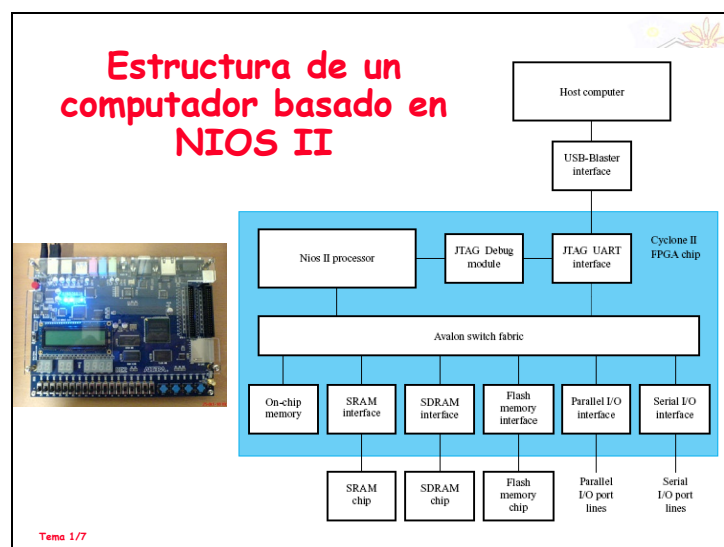 Estructura de un
computador basado en
NIOS II
Host computer
USB-Blaster
interface
Cyclone II
FPGA chip
Nios II processor
JTAG Debug
module
JTAG UART
interface
Avalon switch fabric
On-chip
memory
SRAM
interface
SDRAM
interface
Flash
memory
interface
Parallel I/O
interface
Serial I/O
interface
SRAM
chip
SDRAM
chip
Flash
memory
chip
Parallel
I/O port
lines
Serial
I/O port
lines
Tema 1/7